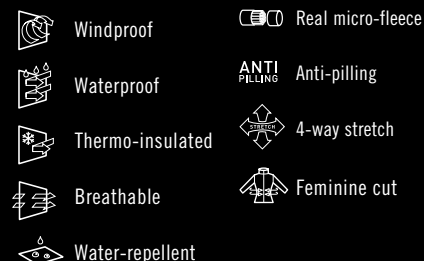 Windproof
Waterproof
Thermo-insulated
Breathable
Water-repellent
Real micro-fleece
ANTI
PILLING
Anti-pilling
STRETCH
4-way stretch
Feminine cut